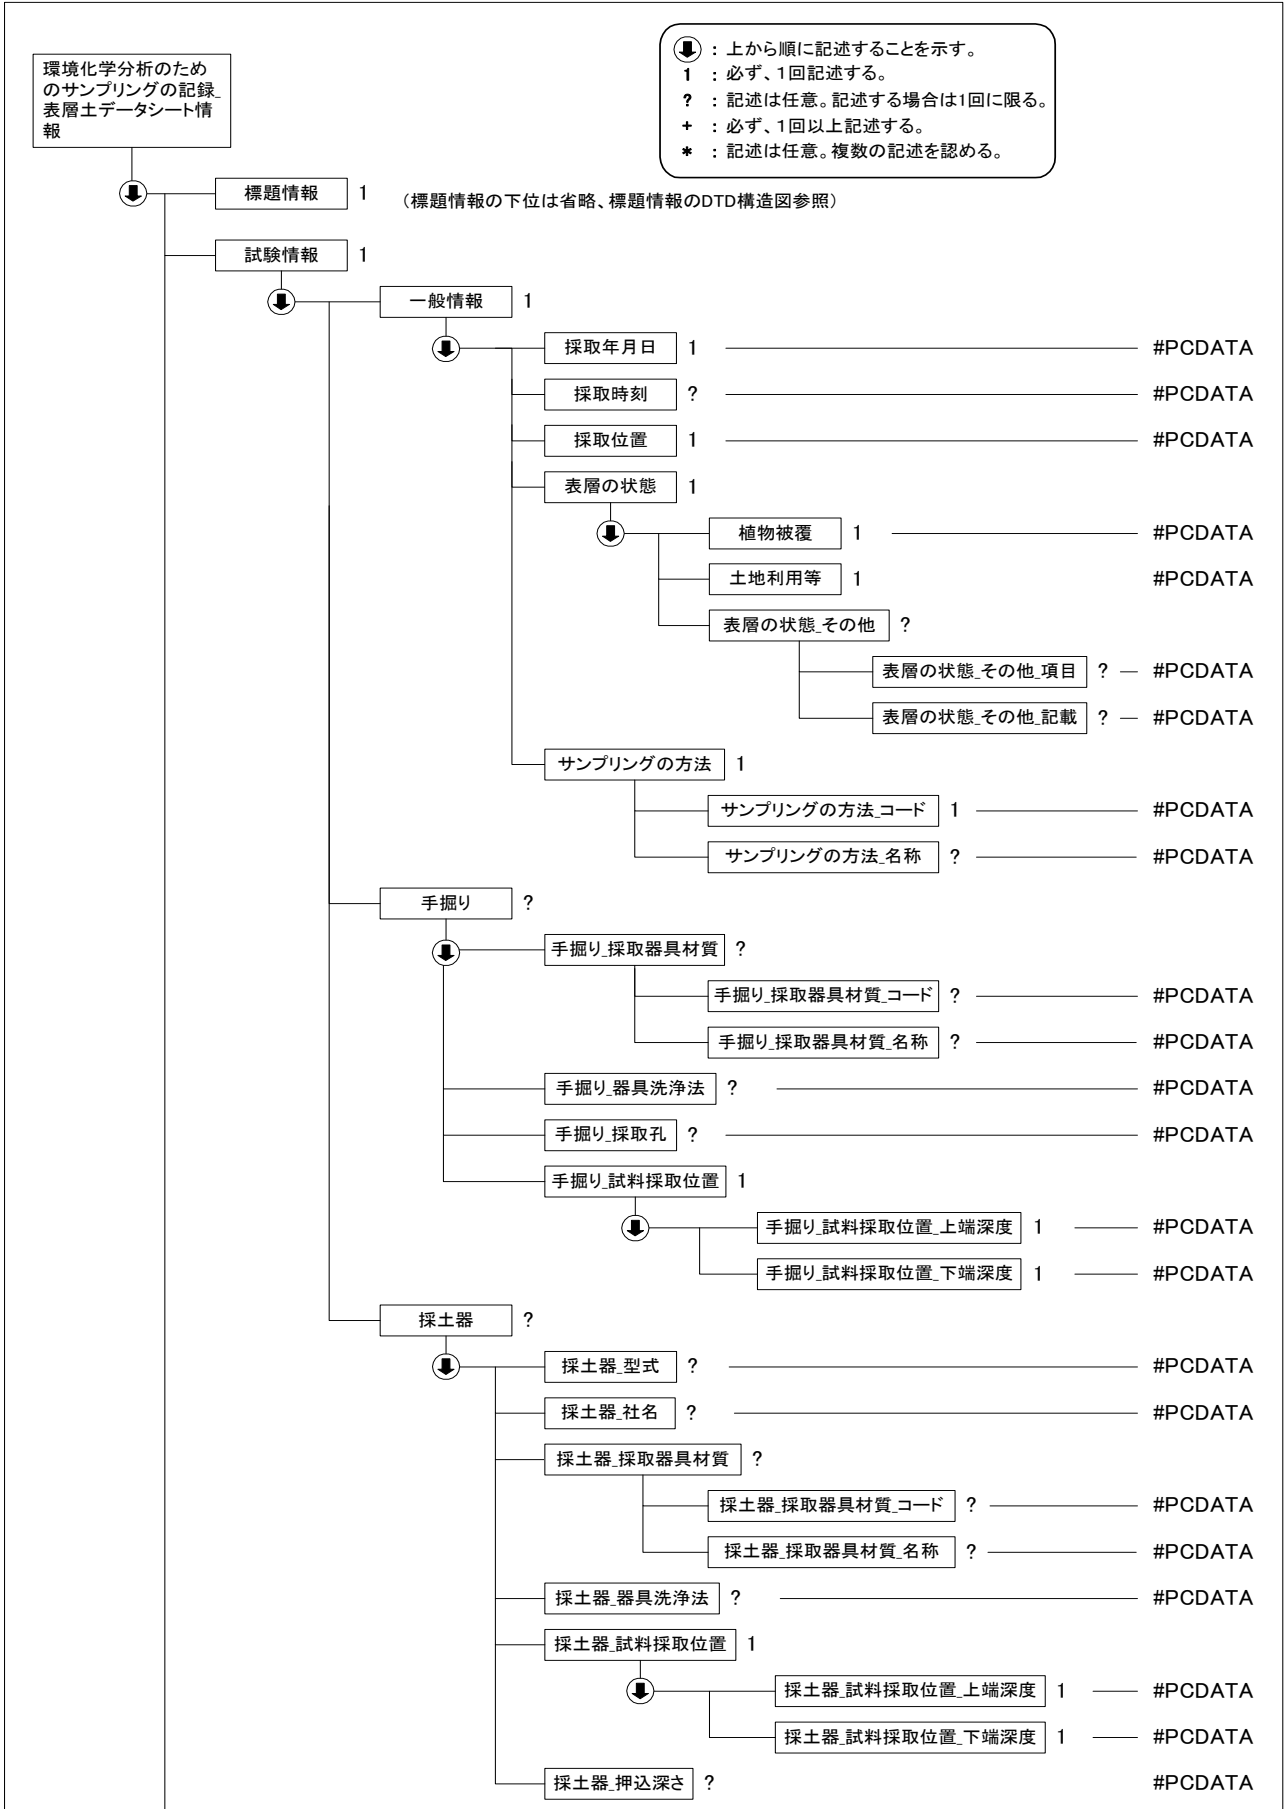 環境化学分析のため
のサンプリングの記録_
表層土データシート情
報
：上から順に記述することを示す。
1 ：必ず、1回記述する。
? ：記述は任意。記述する場合は1回に限る。
+ ：必ず、1回以上記述する。
* ：記述は任意。複数の記述を認める。
標題情報 1 （標題情報の下位は省略、標題情報のDTD構造図参照）
試験情報 1
一般情報 1
採取年月日 1 #PCDATA
採取時刻 ? #PCDATA
採取位置 1 #PCDATA
表層の状態 1
植物被覆 1 #PCDATA
土地利用等 1 #PCDATA
表層の状態_その他 ?
表層の状態_その他_項目 ? #PCDATA
表層の状態_その他_記載 ? #PCDATA
サンプリングの方法 1
サンプリングの方法_コード 1 #PCDATA
サンプリングの方法_名称 ? #PCDATA
手掘り ?
手掘り_採取器具材質 ?
手掘り_採取器具材質_コード ? #PCDATA
手掘り_採取器具材質_名称 ? #PCDATA
手掘り_器具洗浄法 ? #PCDATA
手掘り_採取孔 ? #PCDATA
手掘り_試料採取位置 1
手掘り_試料採取位置_上端深度 1 #PCDATA
手掘り_試料採取位置_下端深度 1 #PCDATA
採土器 ?
採土器_型式 ? #PCDATA
採土器_社名 ? #PCDATA
採土器_採取器具材質 ?
採土器_採取器具材質_コード ? #PCDATA
採土器_採取器具材質_名称 ? #PCDATA
採土器_器具洗浄法 ? #PCDATA
採土器_試料採取位置 1
採土器_試料採取位置_上端深度 1 #PCDATA
採土器_試料採取位置_下端深度 1 #PCDATA
採土器_押込深さ ? #PCDATA